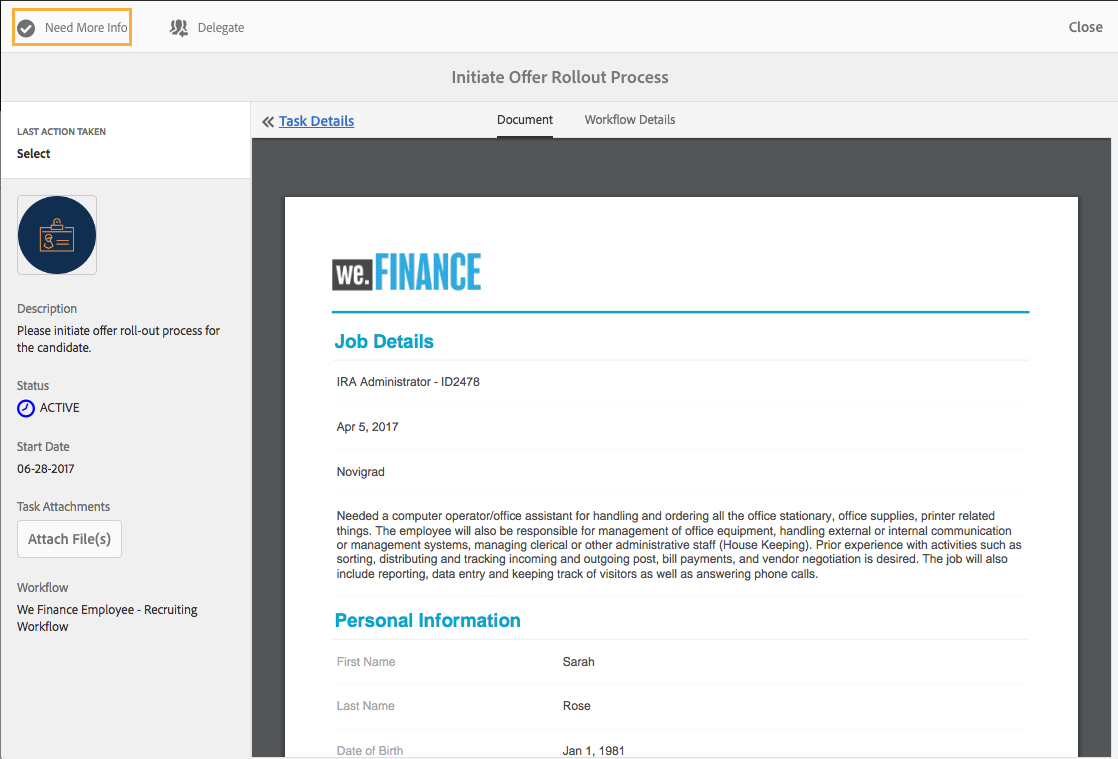 Need More Info
Delegate
Close
Initiate Offer Rollout Process
LAST ACTION TAKEN
Select
Description
Please initiate offer roll-out process for
the candidate.
Status
ACTIVE
Start Date
06-28-2017
Task Attachments
Attach File(s)
Workflow
We Finance Employee - Recruiting
Workflow
Task Details
Document
Workflow Details
we.FINANCE
Job Details
IRA Administrator - ID2478
Apr 5, 2017
Novigrad
Needed a computer operator/office assistant for handling and ordering all the office stationary, office supplies, printer related
things. The employee will also be responsible for management of office equipment, handling external or internal communication
or management systems, managing clerical or other administrative staff (House Keeping). Prior experience with activities such as
sorting, distributing and tracking incoming and outgoing post, bill payments, and vendor negotiation is desired. The job will also
include reporting, data entry and keeping track of visitors as well as answering phone calls.
Personal Information
First Name Sarah
Last Name Rose
Date of Birth Jan 1, 1981